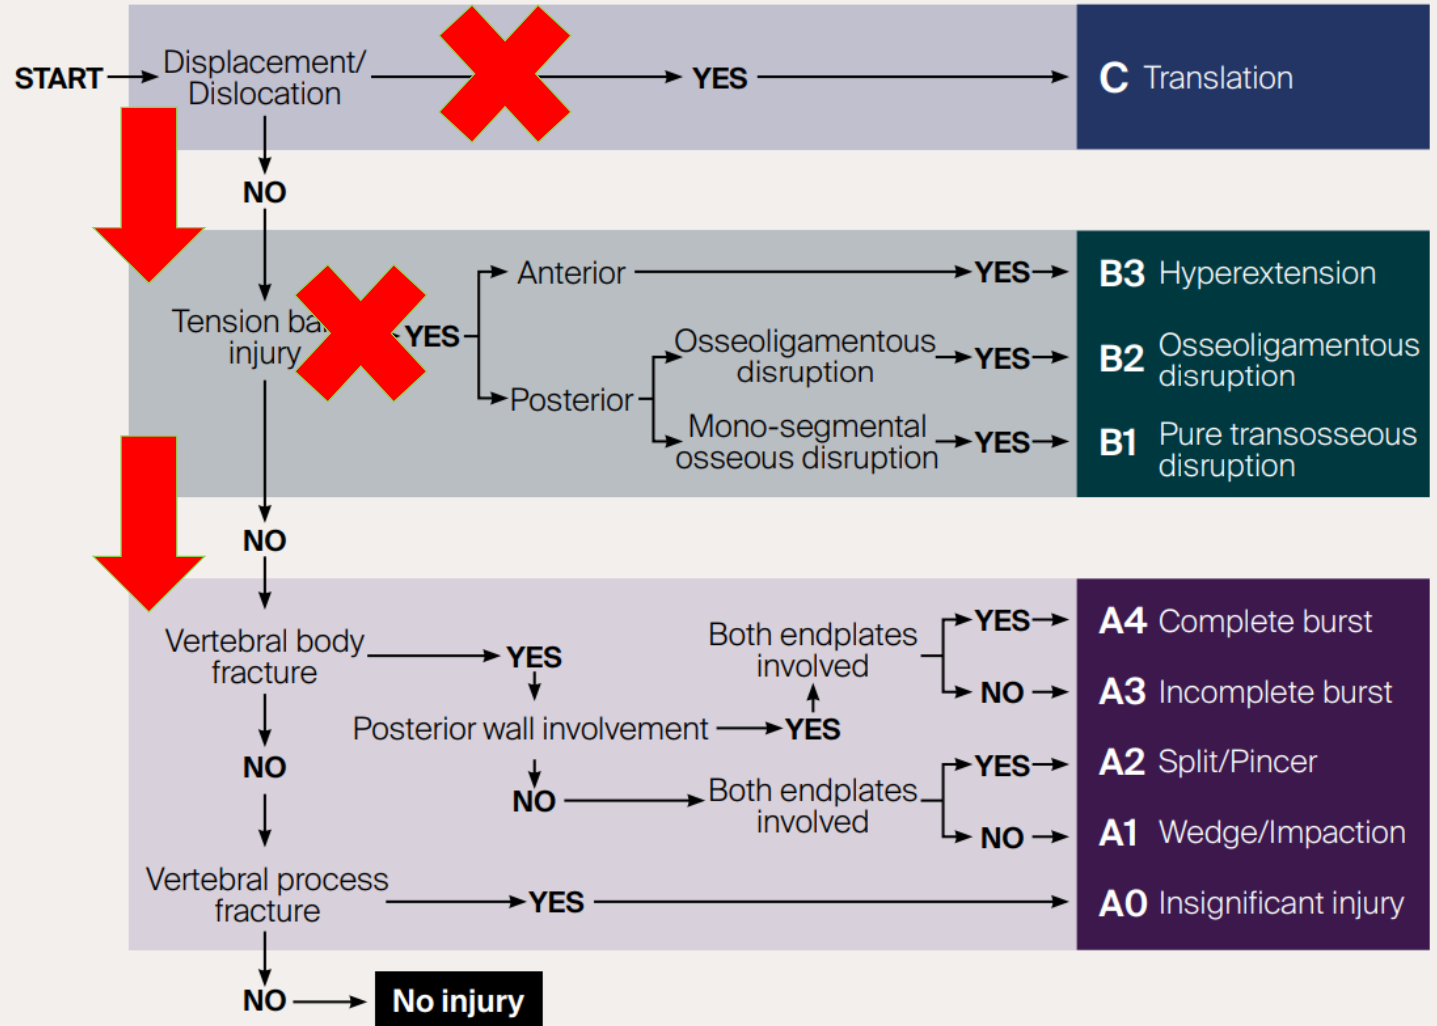 START
Displacement/
Dislocation
YES
C Translation
NO
Tension
injury
YES
Anterior
YES
B3 Hyperextension
Osseoligamentous
disruption
YES
B2 Osseoligamentous
disruption
Posterior
Mono-segmental
osseous disruption
YES
B1 Pure transosseous
disruption
NO
Vertebral body
fracture
YES
Posterior wall involvement
YES
Both endplates
involved
YES
A4 Complete burst
NO
A3 Incomplete burst
NO
Both endplates
involved
YES
A2 Split/Pincer
NO
A1 Wedge/Impaction
NO
Vertebral process
fracture
YES
A0 Insignificant injury
NO
No injury